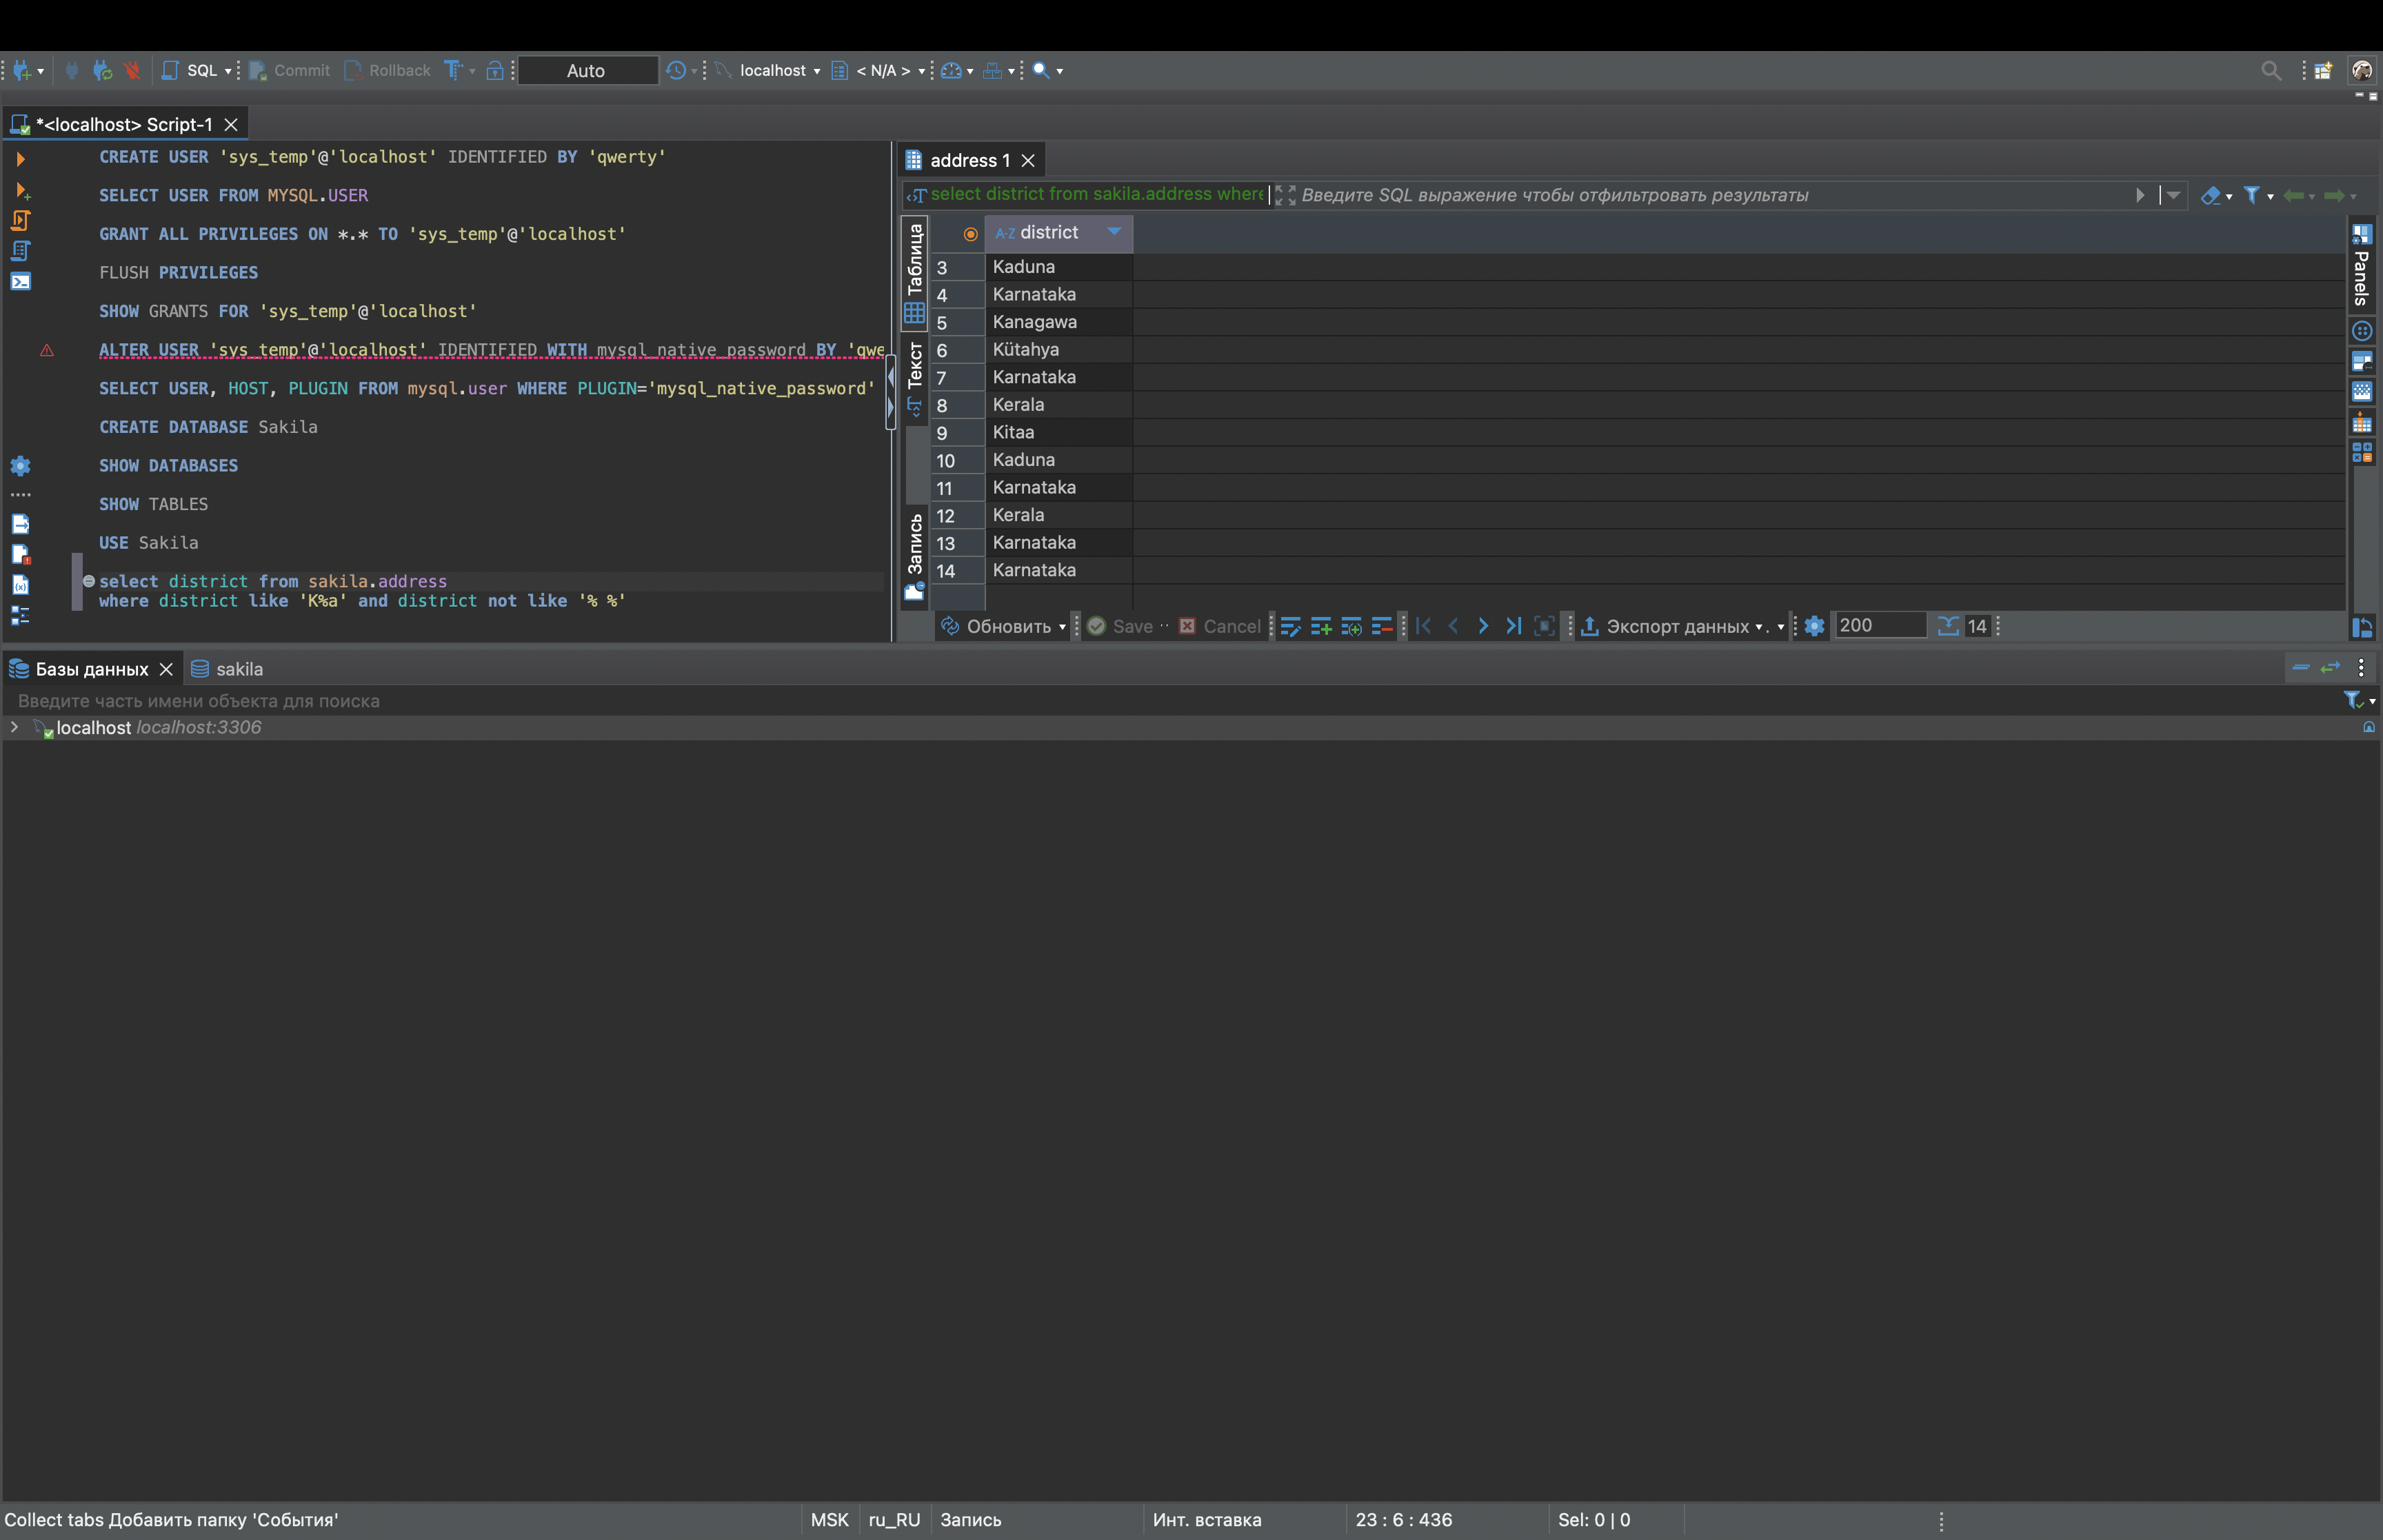 SQL Commit Rollback Auto localhost < N/A >
*<localhost> Script-1
CREATE USER 'sys_temp'@'localhost' IDENTIFIED BY 'qwerty'
SELECT USER FROM MYSQL.USER
GRANT ALL PRIVILEGES ON *.* TO 'sys_temp'@'localhost'
FLUSH PRIVILEGES
SHOW GRANTS FOR 'sys_temp'@'localhost'
ALTER USER 'sys_temp'@'localhost' IDENTIFIED WITH mysql_native_password BY 'qwe
SELECT USER, HOST, PLUGIN FROM mysql.user WHERE PLUGIN='mysql_native_password'
CREATE DATABASE Sakila
SHOW DATABASES
SHOW TABLES
USE Sakila
select district from sakila.address
where district like 'K%a' and district not like '% %'
address 1
select district from sakila.address where
Введите SQL выражение чтобы отфильтровать результаты
Таблица
Текст
Запись
A-Z district
3 Kaduna
4 Karnataka
5 Kanagawa
6 Kütahya
7 Karnataka
8 Kerala
9 Kitaa
10 Kaduna
11 Karnataka
12 Kerala
13 Karnataka
14 Karnataka
Panels
Обновить Save Cancel Экспорт данных 200 14
Базы данных sakila
Введите часть имени объекта для поиска
localhost localhost:3306
Collect tabs Добавить папку 'События' MSK ru_RU Запись Инт. вставка 23 : 6 : 436 Sel: 0 | 0